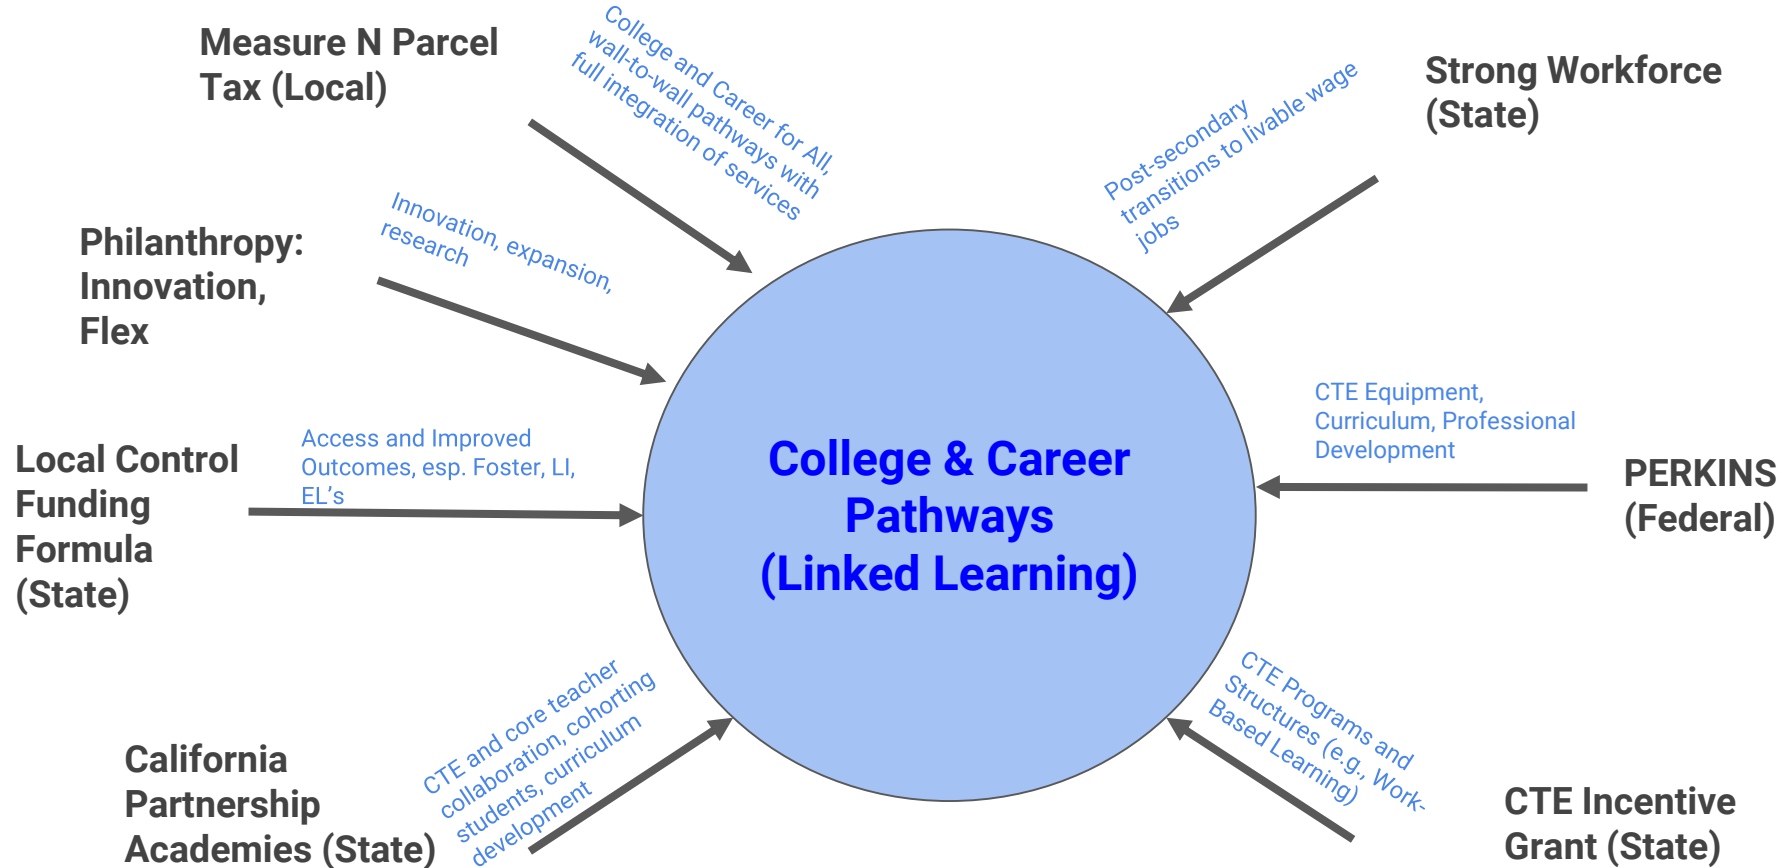 Measure N Parcel
Tax (Local)
College and Career for All,
wall-to-wall pathways with
full integration of services
Post-secondary
transitions to livable wage
jobs
Strong Workforce
(State)
Philanthropy:
Innovation,
Flex
Innovation, expansion,
research
Local Control
Funding
Formula
(State)
Access and Improved
Outcomes, esp. Foster, LI,
EL’s
College & Career
Pathways
(Linked Learning)
CTE Equipment,
Curriculum, Professional
Development
PERKINS
(Federal)
California
Partnership
Academies (State)
CTE and core teacher
collaboration, cohorting
students, curriculum
development
CTE Programs and
Structures (e.g., Work-
Based Learning)
CTE Incentive
Grant (State)